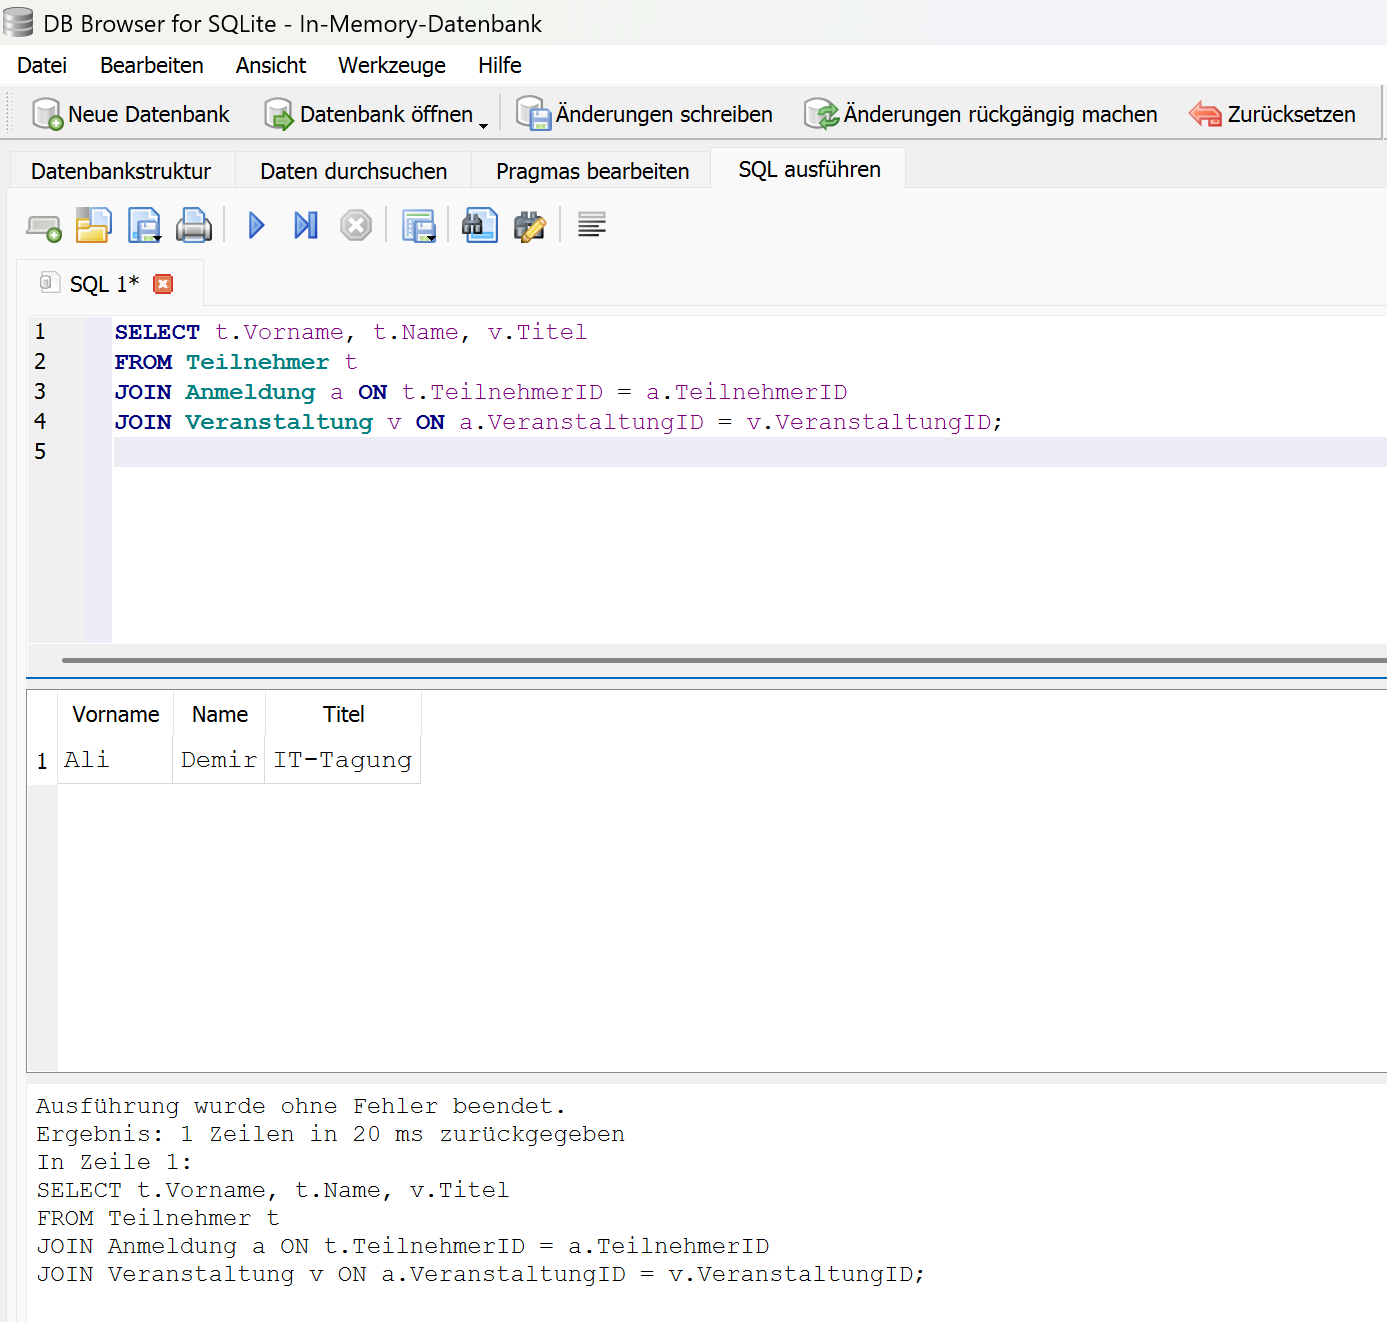 DB Browser for SQLite - In-Memory-Datenbank
Datei Bearbeiten Ansicht Werkzeuge Hilfe
Neue Datenbank Datenbank öffnen Änderungen schreiben Änderungen rückgängig machen Zurücksetzen
Datenbankstruktur Daten durchsuchen Pragmas bearbeiten SQL ausführen
SQL 1*
1 SELECT t.Vorname, t.Name, v.Titel
2 FROM Teilnehmer t
3 JOIN Anmeldung a ON t.TeilnehmerID = a.TeilnehmerID
4 JOIN Veranstaltung v ON a.VeranstaltungID = v.VeranstaltungID;
5
Vorname Name Titel
1 Ali Demir IT-Tagung
Ausführung wurde ohne Fehler beendet.
Ergebnis: 1 Zeilen in 20 ms zurückgegeben
In Zeile 1:
SELECT t.Vorname, t.Name, v.Titel
FROM Teilnehmer t
JOIN Anmeldung a ON t.TeilnehmerID = a.TeilnehmerID
JOIN Veranstaltung v ON a.VeranstaltungID = v.VeranstaltungID;